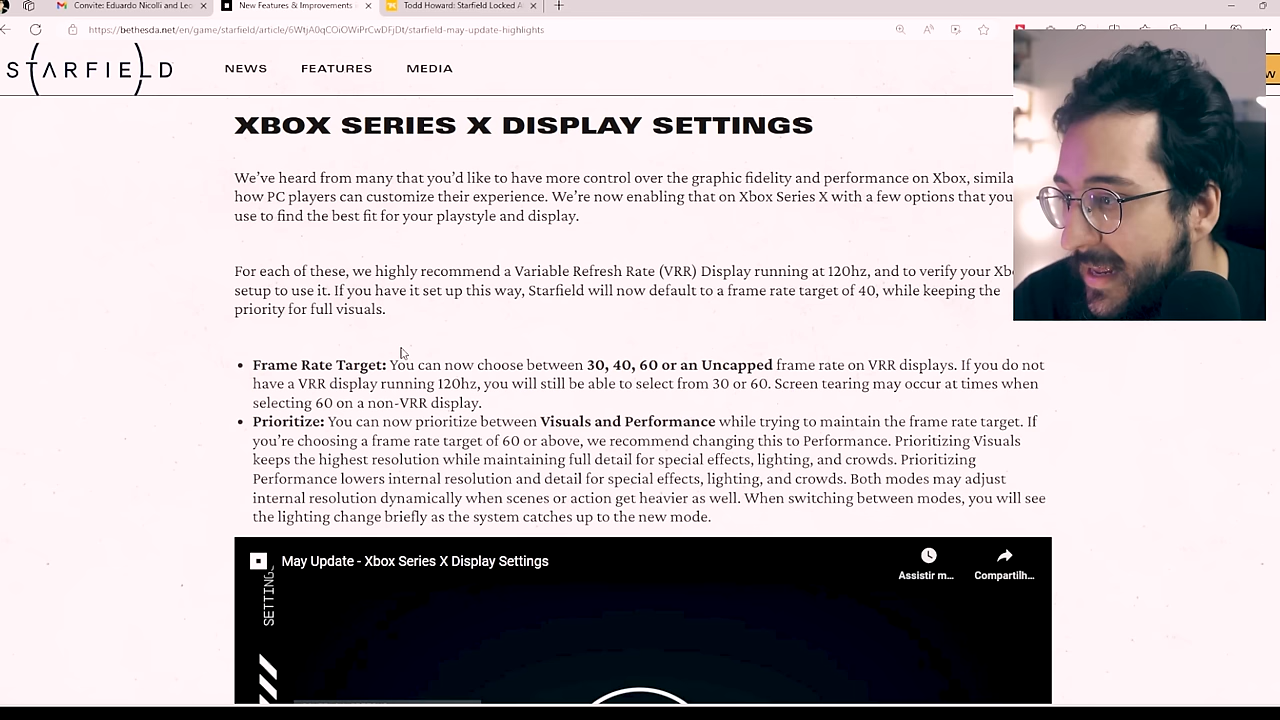 Convite: Eduardo Nicolli and Leo
New Features & Improvements
Todd Howard: Starfield Locked A
https://bethesda.net/en/game/starfield/article/6WtjA0qCOiOWiPrCwDFjDt/starfield-may-update-highlights
STARFIELD
NEWS
FEATURES
MEDIA
XBOX SERIES X DISPLAY SETTINGS
We've heard from many that you'd like to have more control over the graphic fidelity and performance on Xbox, simila
how PC players can customize their experience. We're now enabling that on Xbox Series X with a few options that you
use to find the best fit for your playstyle and display.
For each of these, we highly recommend a Variable Refresh Rate (VRR) Display running at 120hz, and to verify your Xb
setup to use it. If you have it set up this way, Starfield will now default to a frame rate target of 40, while keeping the
priority for full visuals.
• Frame Rate Target: You can now choose between 30, 40, 60 or an Uncapped frame rate on VRR displays. If you do not
have a VRR display running 120hz, you will still be able to select from 30 or 60. Screen tearing may occur at times when
selecting 60 on a non-VRR display.
• Prioritize: You can now prioritize between Visuals and Performance while trying to maintain the frame rate target. If
you're choosing a frame rate target of 60 or above, we recommend changing this to Performance. Prioritizing Visuals
keeps the highest resolution while maintaining full detail for special effects, lighting, and crowds. Prioritizing
Performance lowers internal resolution and detail for special effects, lighting, and crowds. Both modes may adjust
internal resolution dynamically when scenes or action get heavier as well. When switching between modes, you will see
the lighting change briefly as the system catches up to the new mode.
May Update - Xbox Series X Display Settings
Assistir m...
Compartilh...
SETTING